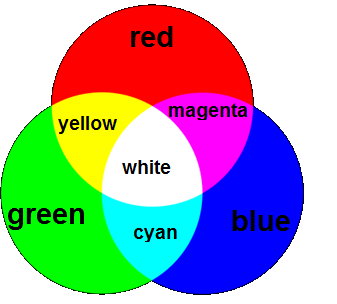 red
yellow
magenta
white
green
blue
cyan